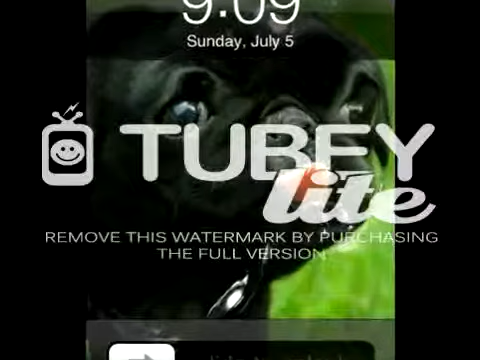 9:09
Sunday, July 5
TUBEY
lite
REMOVE THIS WATERMARK BY PURCHASING
THE FULL VERSION